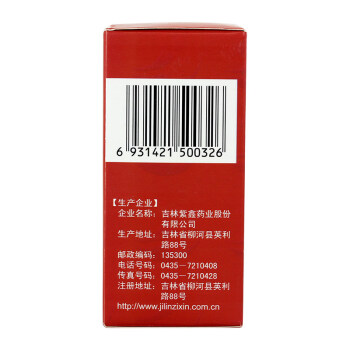 6 931421 500326
【生产企业】
企业名称：吉林紫鑫药业股份
有限公司
生产地址：吉林省柳河县英利
路88号
邮政编码：135300
电话号码：0435-7210408
传真号码：0435-7210428
注册地址：吉林省柳河县英利
路88号
http://www.jilinzixin.com.cn